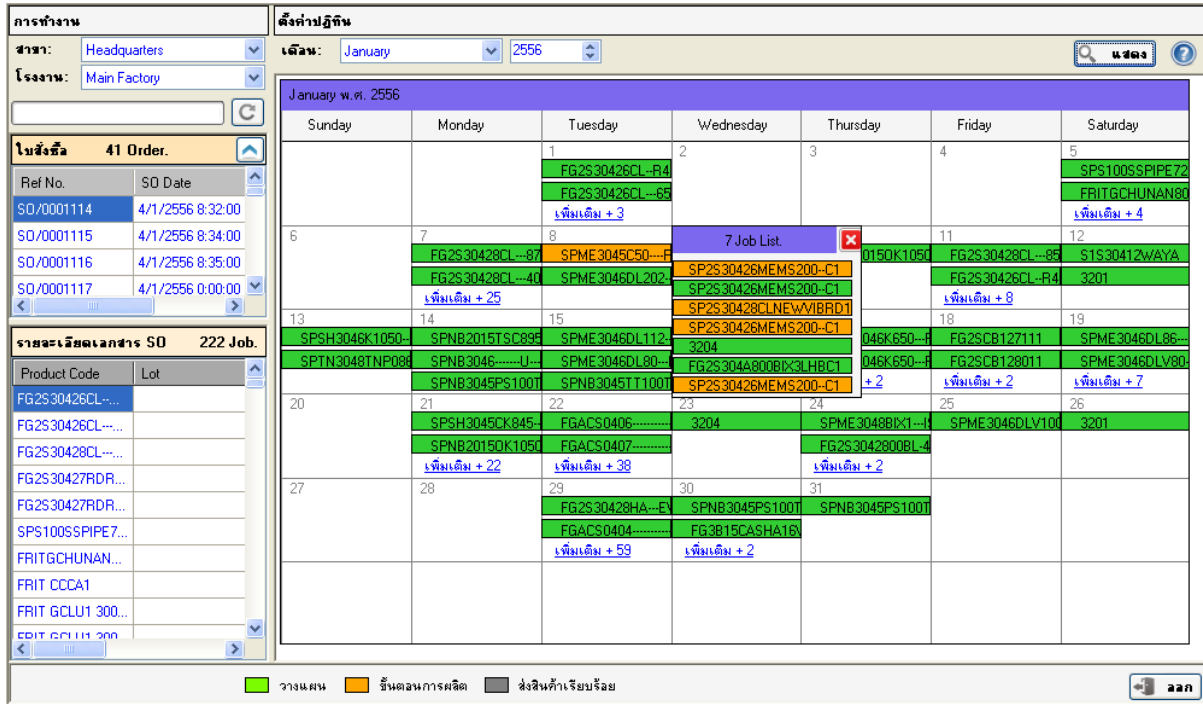 การทำงาน
สาขา: Headquarters
โรงงาน: Main Factory
ใบสั่งซื้อ 41 Order.
Ref No. SO Date
SO/0001114 4/1/2556 8:32:00
SO/0001115 4/1/2556 8:34:00
SO/0001116 4/1/2556 8:35:00
SO/0001117 4/1/2556 0:00:00
รายละเอียดเอกสาร SO 222 Job.
Product Code Lot
FG2S30426CL--...
FG2S30426CL---...
FG2S30428CL---...
FG2S30427RDR...
FG2S30427RDR...
SPS100SSPIPE7...
FRITGCHUNAN...
FRIT CCCA1
FRIT GCLU1 300...
FRIT GCLU1 300
ตั้งค่าปฏิทิน
เดือน: January 2556 แสดง
January พ.ศ. 2556
Sunday Monday Tuesday Wednesday Thursday Friday Saturday
1 2 3 4 5
FG2S30426CL--R4 SPS100SSPIPE72
FG2S30426CL---65 FRITGCHUNAN80
เพิ่มเติม + 3 เพิ่มเติม + 4
6 7 8 11 12
FG2S30428CL---87 SPME3045C50----F 0150K1050 FG2S30428CL---85 S1S30412WAYA
FG2S30428CL---40 SPME3046DL202- FG2S30426CL--R4 3201
เพิ่มเติม + 25 เพิ่มเติม + 8
7 Job List.
SP2S30426MEMS200--C1
SP2S30426MEMS200--C1
SP2S30428CLNEWVIBRD1
SP2S30426MEMS200--C1
3204
FG2S304A800BIX3LHBC1
SP2S30426MEMS200--C1
13 14 15 18 19
SPSH3046K1050-- SPNB2015TSC895 SPME3046DL112- 046K650---F FG2SCB127111 SPME3046DL86---
SPTN3048TNP086 SPNB3046-------U--- SPME3046DL80--- 046K650---F FG2SCB128011 SPME3046DLV80-
SPNB3045PS100T SPNB3045TT100T + 2 เพิ่มเติม + 2 เพิ่มเติม + 7
20 21 22 23 24 25 26
SPSH3045CK845-- FGACS0406----------- 3204 SPME3048BIX1---I SPME3046DLV100 3201
SPNB2015OK1050 FGACS0407----------- FG2S3042800BL-4
เพิ่มเติม + 22 เพิ่มเติม + 38 เพิ่มเติม + 2
27 28 29 30 31
FG2S30428HA---EV SPNB3045PS100T SPNB3045PS100T
FGACS0404----------- FG3B15CASHA16V
เพิ่มเติม + 59 เพิ่มเติม + 2
วางแผน ขั้นตอนการผลิต ส่งสินค้าเรียบร้อย ออก